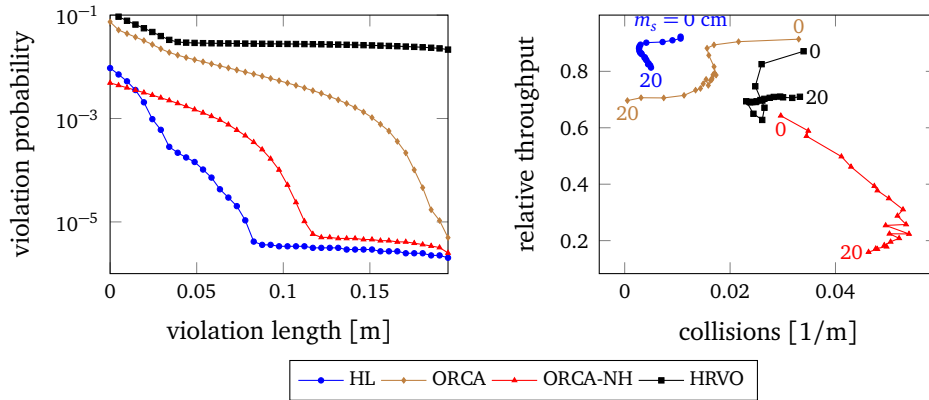 10⁻¹
10⁻³
10⁻⁵
violation probability
0
0.05
0.1
0.15
violation length [m]
0.8
0.6
0.4
0.2
relative throughput
mₛ = 0 cm
20
0
20
0
20
0
20
0
0.02
0.04
collisions [1/m]
HL
ORCA
ORCA-NH
HRVO